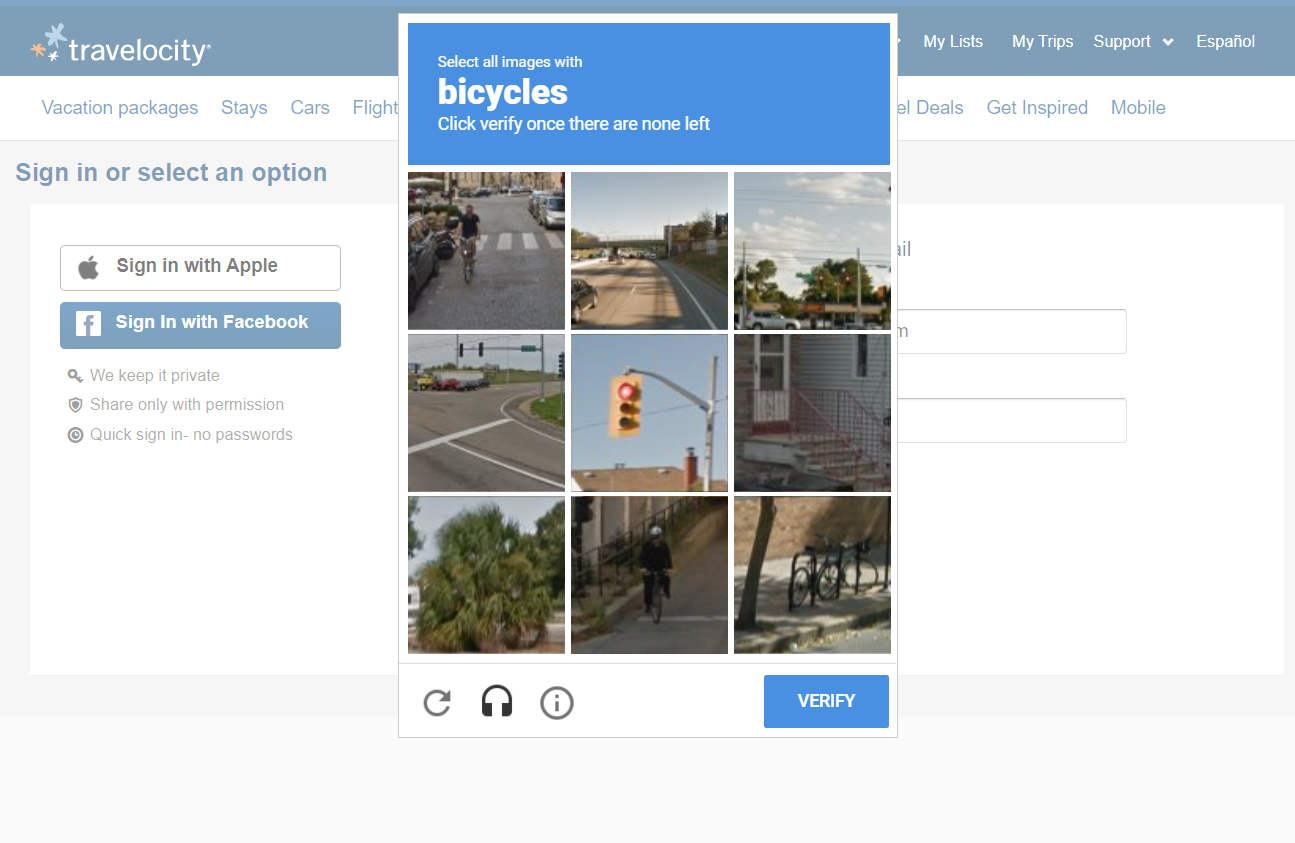 travelocity®
My Lists
My Trips
Support
Español
Vacation packages
Stays
Cars
Flight
el Deals
Get Inspired
Mobile
Sign in or select an option
Sign in with Apple
Sign In with Facebook
We keep it private
Share only with permission
Quick sign in- no passwords
ail
m
Select all images with
bicycles
Click verify once there are none left
VERIFY